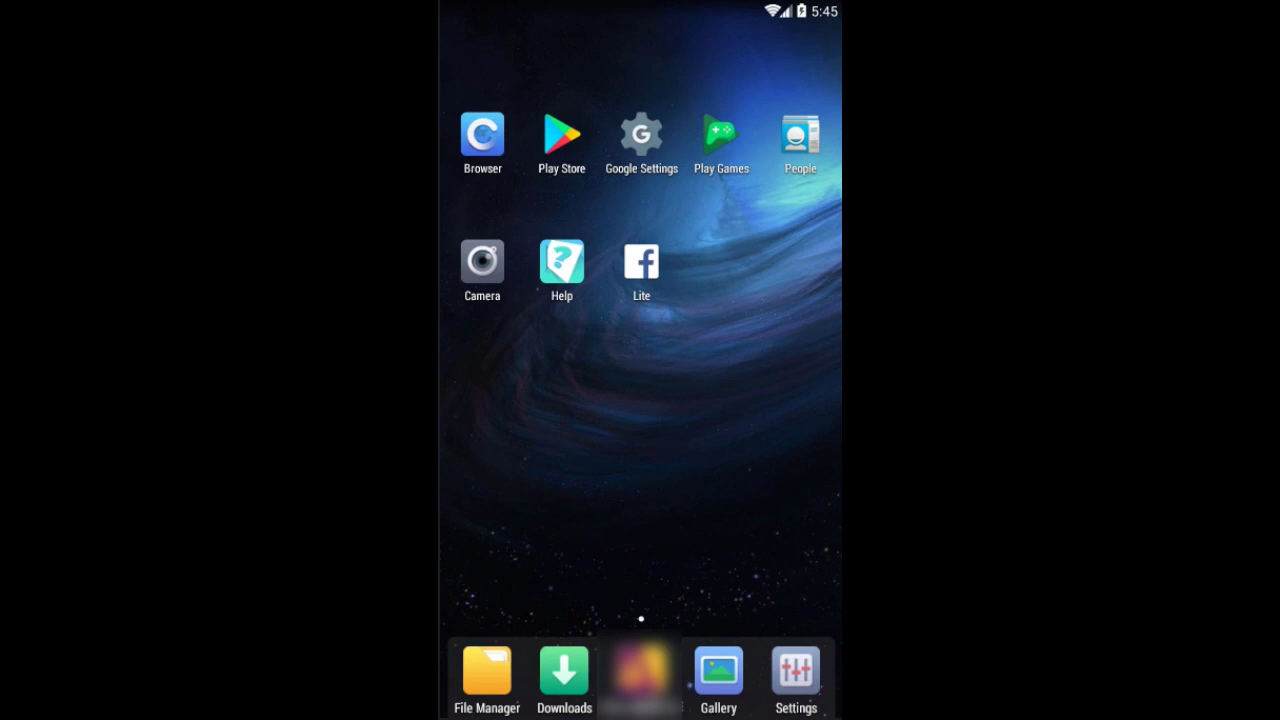 5:45
Browser
Play Store
Google Settings
Play Games
People
Camera
Help
Lite
File Manager
Downloads
Gallery
Settings